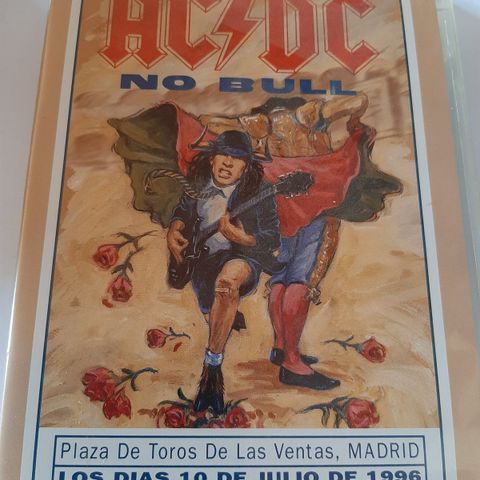 AC/DC
NO BULL
Plaza De Toros De Las Ventas, MADRID
LOS DIAS 10 DE JULIO DE 1996